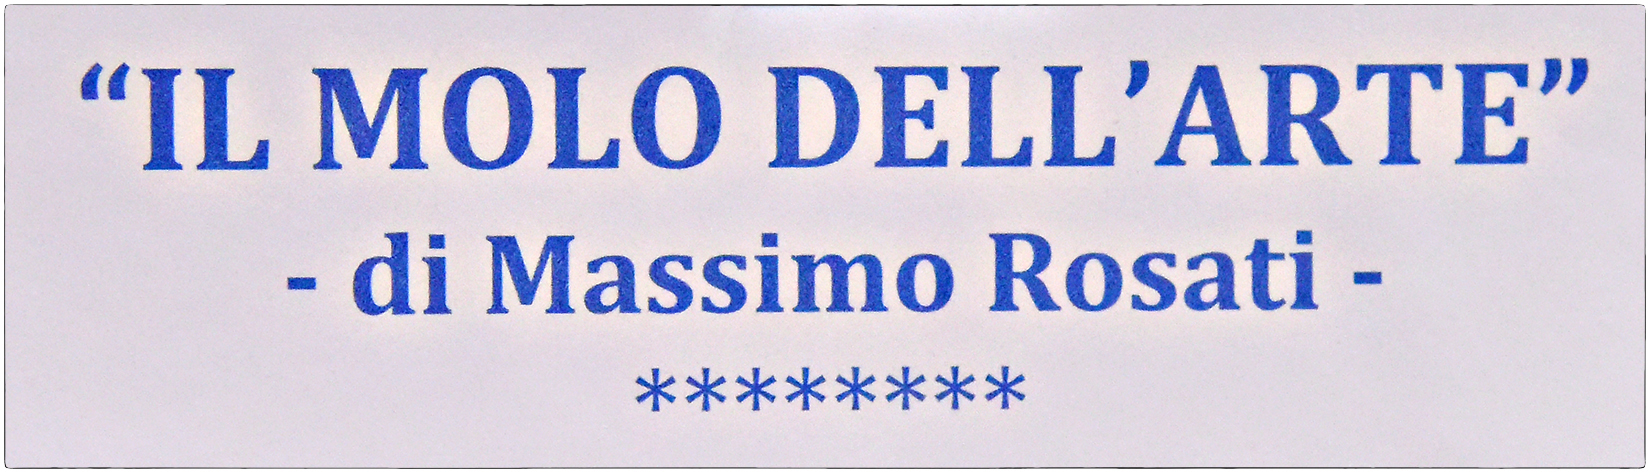 “IL MOLO DELL’ARTE”
- di Massimo Rosati -
********